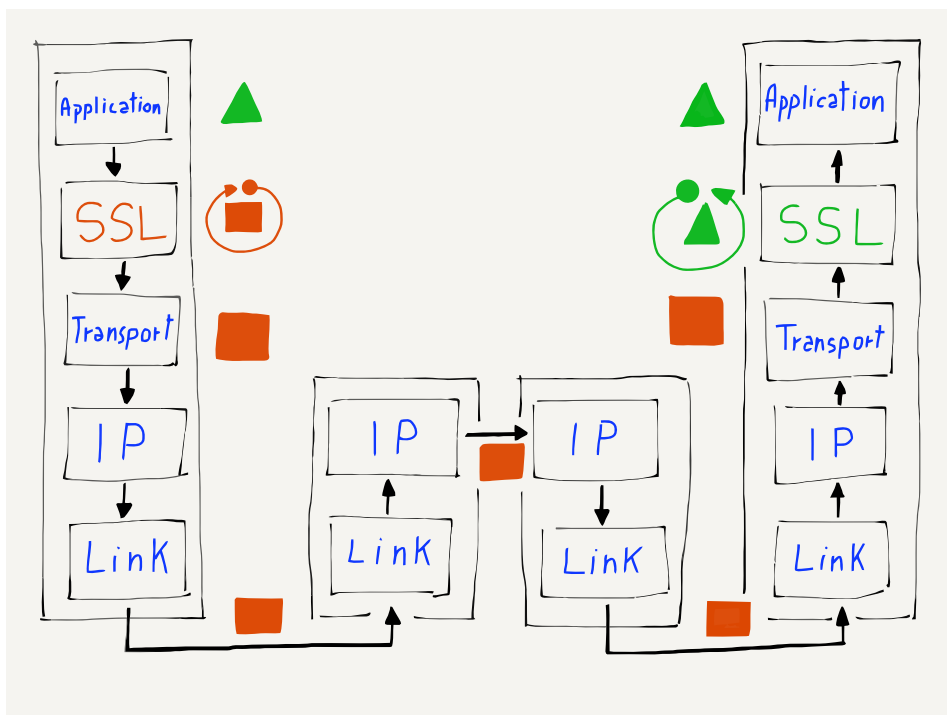 Application
SSL
Transport
IP
Link
IP
Link
IP
Link
Application
SSL
Transport
IP
Link